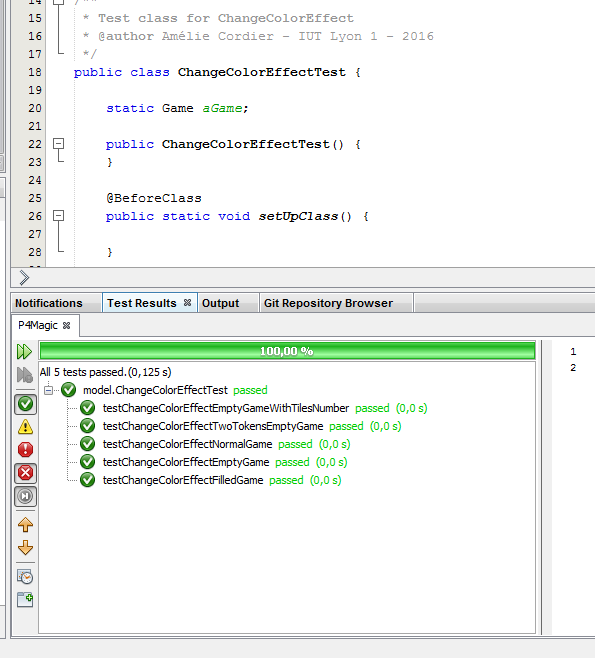 14 /**
15 * Test class for ChangeColorEffect
16 * @author Amélie Cordier - IUT Lyon 1 - 2016
17 */
18 public class ChangeColorEffectTest {
19
20 static Game aGame;
21
22 public ChangeColorEffectTest() {
23 }
24
25 @BeforeClass
26 public static void setUpClass() {
27
28 }
Notifications Test Results Output Git Repository Browser
P4Magic
100,00 %
1
All 5 tests passed.(0,125 s)
2
model.ChangeColorEffectTest passed
testChangeColorEffectEmptyGameWithTilesNumber passed (0,0 s)
testChangeColorEffectTwoTokensEmptyGame passed (0,0 s)
testChangeColorEffectNormalGame passed (0,0 s)
testChangeColorEffectEmptyGame passed (0,0 s)
testChangeColorEffectFilledGame passed (0,0 s)